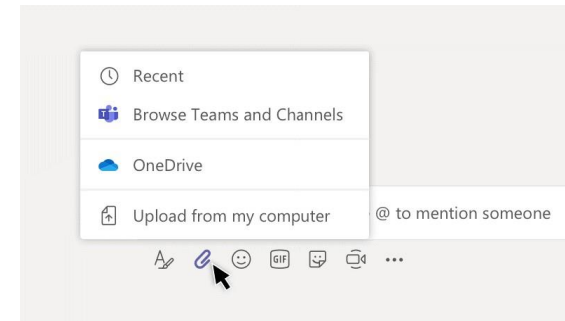 Recent
Browse Teams and Channels
OneDrive
Upload from my computer
@ to mention someone
GIF